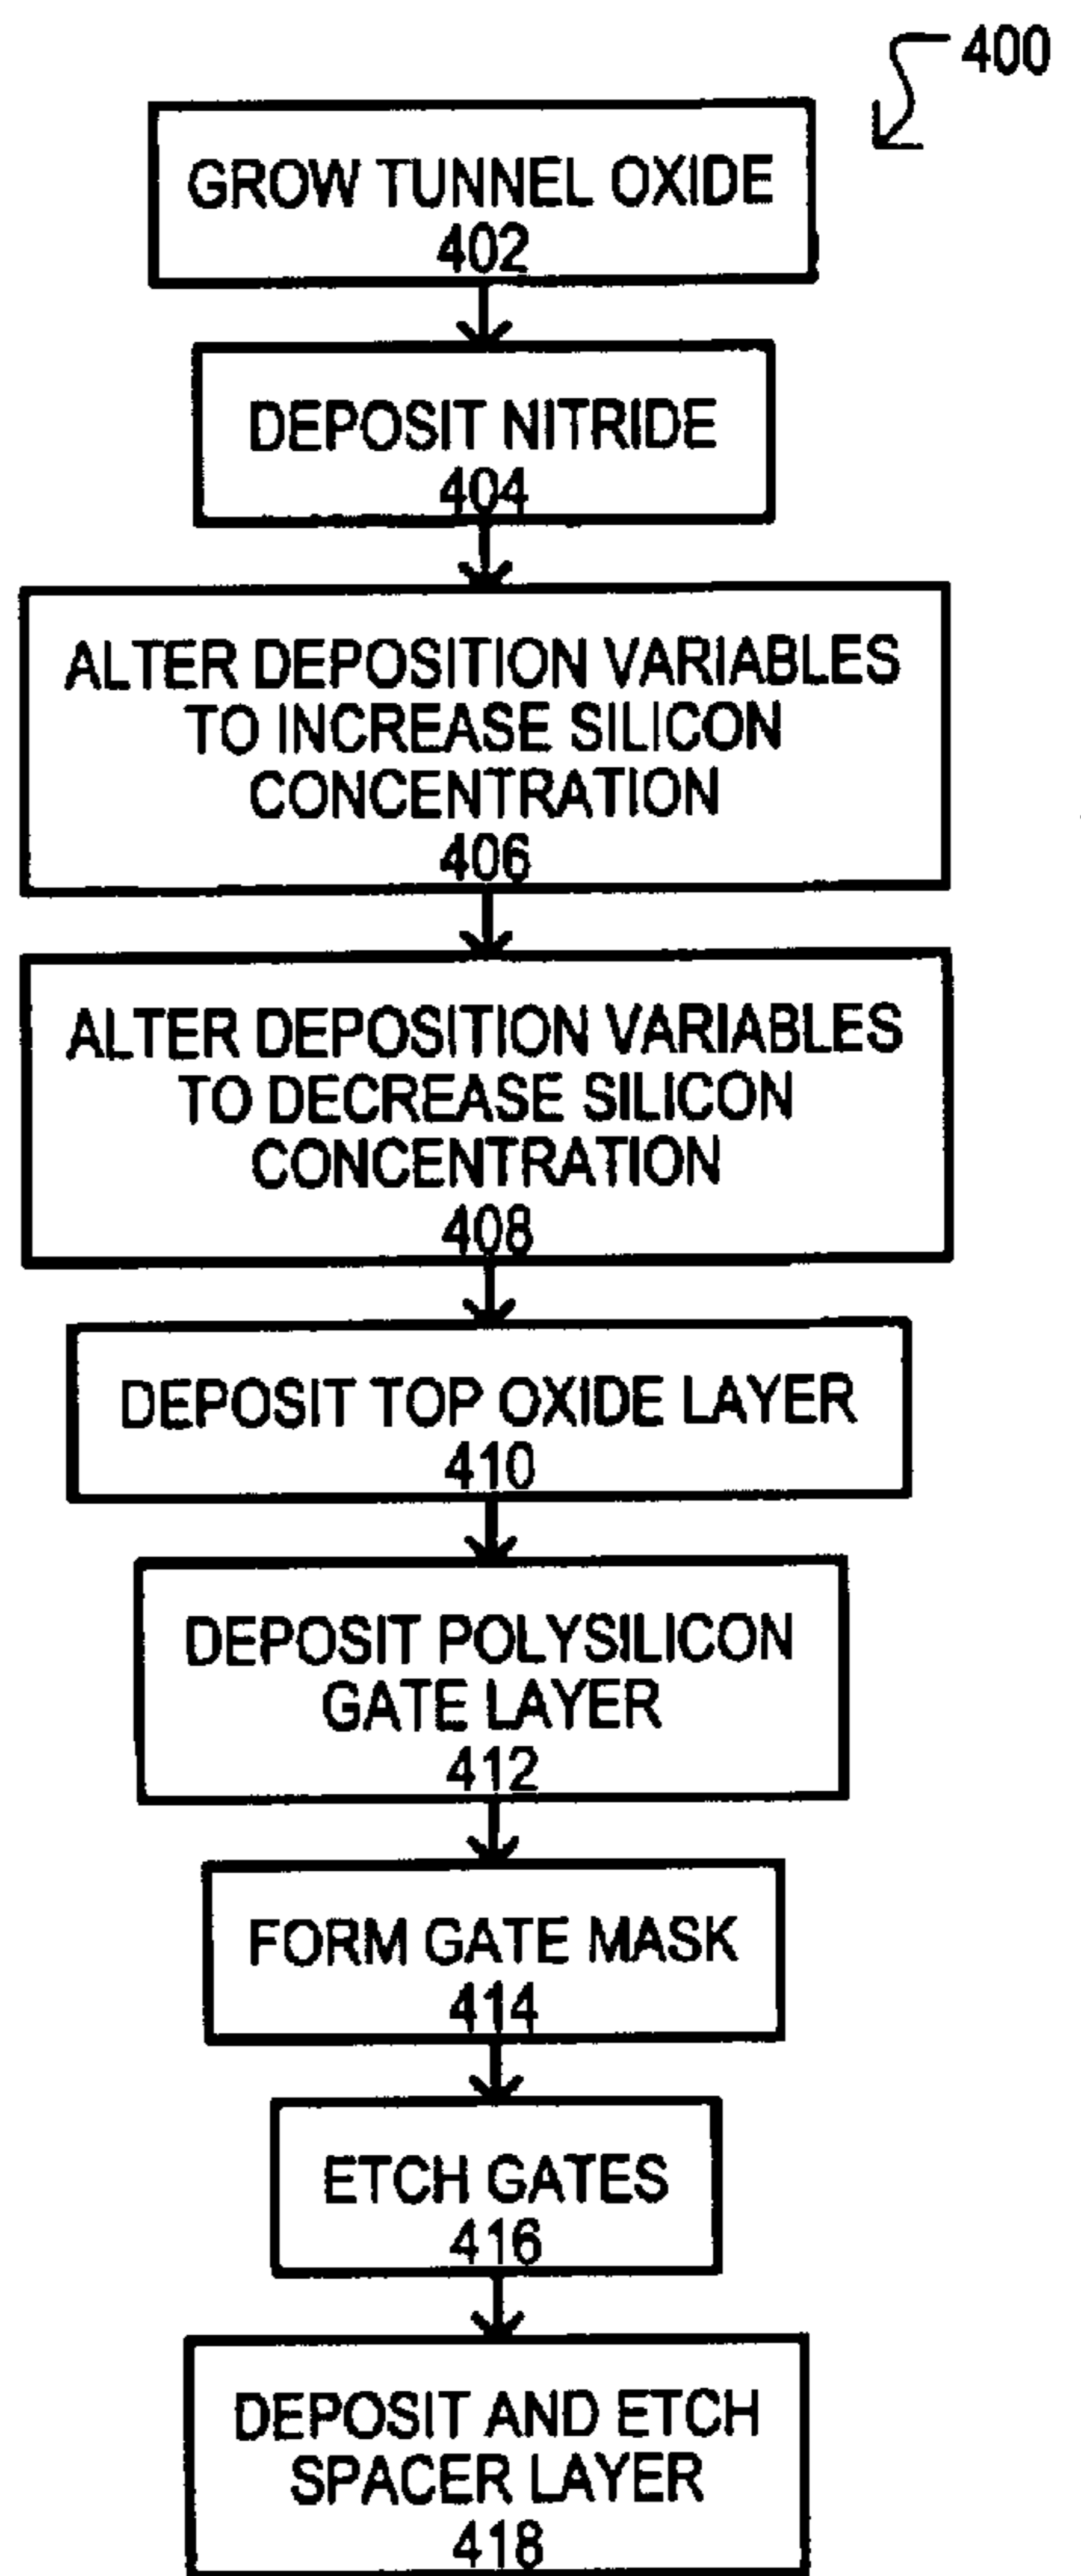 400
GROW TUNNEL OXIDE
402
DEPOSIT NITRIDE
404
ALTER DEPOSITION VARIABLES
TO INCREASE SILICON
CONCENTRATION
406
ALTER DEPOSITION VARIABLES
TO DECREASE SILICON
CONCENTRATION
408
DEPOSIT TOP OXIDE LAYER
410
DEPOSIT POLYSILICON
GATE LAYER
412
FORM GATE MASK
414
ETCH GATES
416
DEPOSIT AND ETCH
SPACER LAYER
418